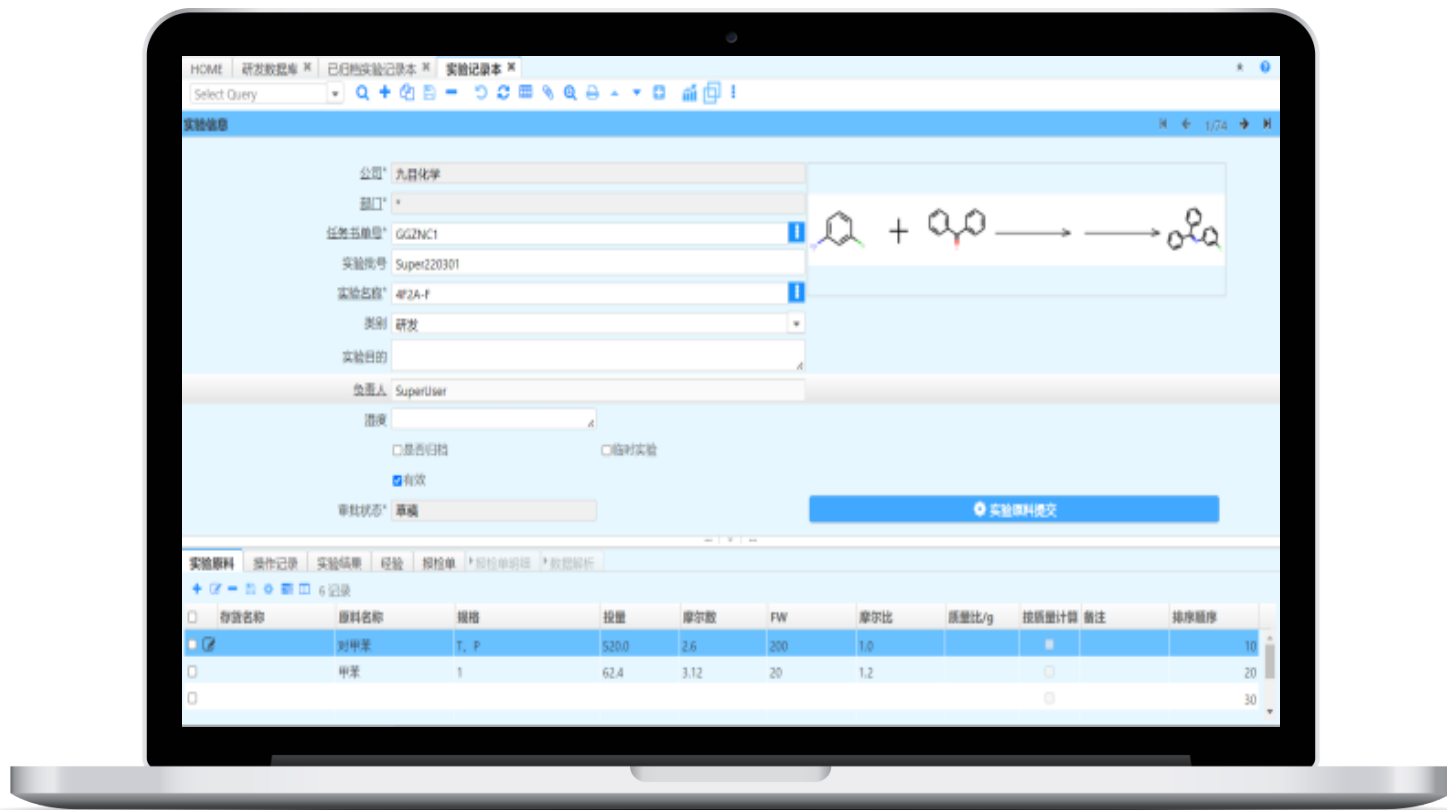 HOME 研发数据库 已归档实验记录本 实验记录本
Select Query
实验信息 1/74
公司* 九目化学
部门* *
任务书单号* GGZNC1
实验批号 Super220301
实验名称* 4F2A-F
类别 研发
实验目的
负责人 SuperUser
温度
是否归档 临时实验
有效
审批状态* 草稿 实验原料提交
实验原料 操作记录 实验结果 经验 报检单 报检单明细 数据解析
6 记录
存货名称 原料名称 规格 投量 摩尔数 FW 摩尔比 质量比/g 按质量计算 备注 排序顺序
对甲苯 T, P 520.0 2.6 200 1.0 10
甲苯 1 62.4 3.12 20 1.2 20
30